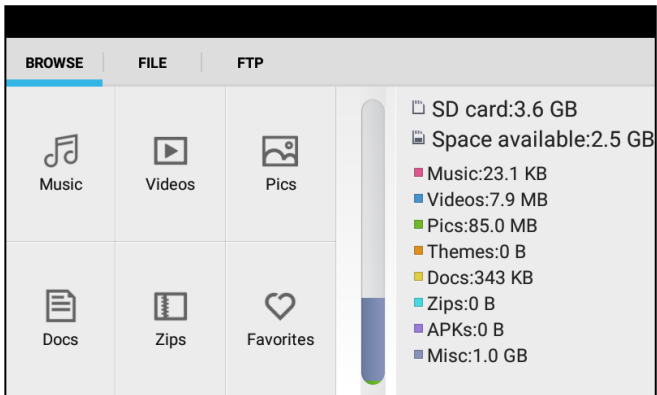 BROWSE FILE FTP
SD card:3.6 GB
Space available:2.5 GB
Music:23.1 KB
Videos:7.9 MB
Pics:85.0 MB
Themes:0 B
Docs:343 KB
Zips:0 B
APKs:0 B
Misc:1.0 GB
Music Videos Pics
Docs Zips Favorites